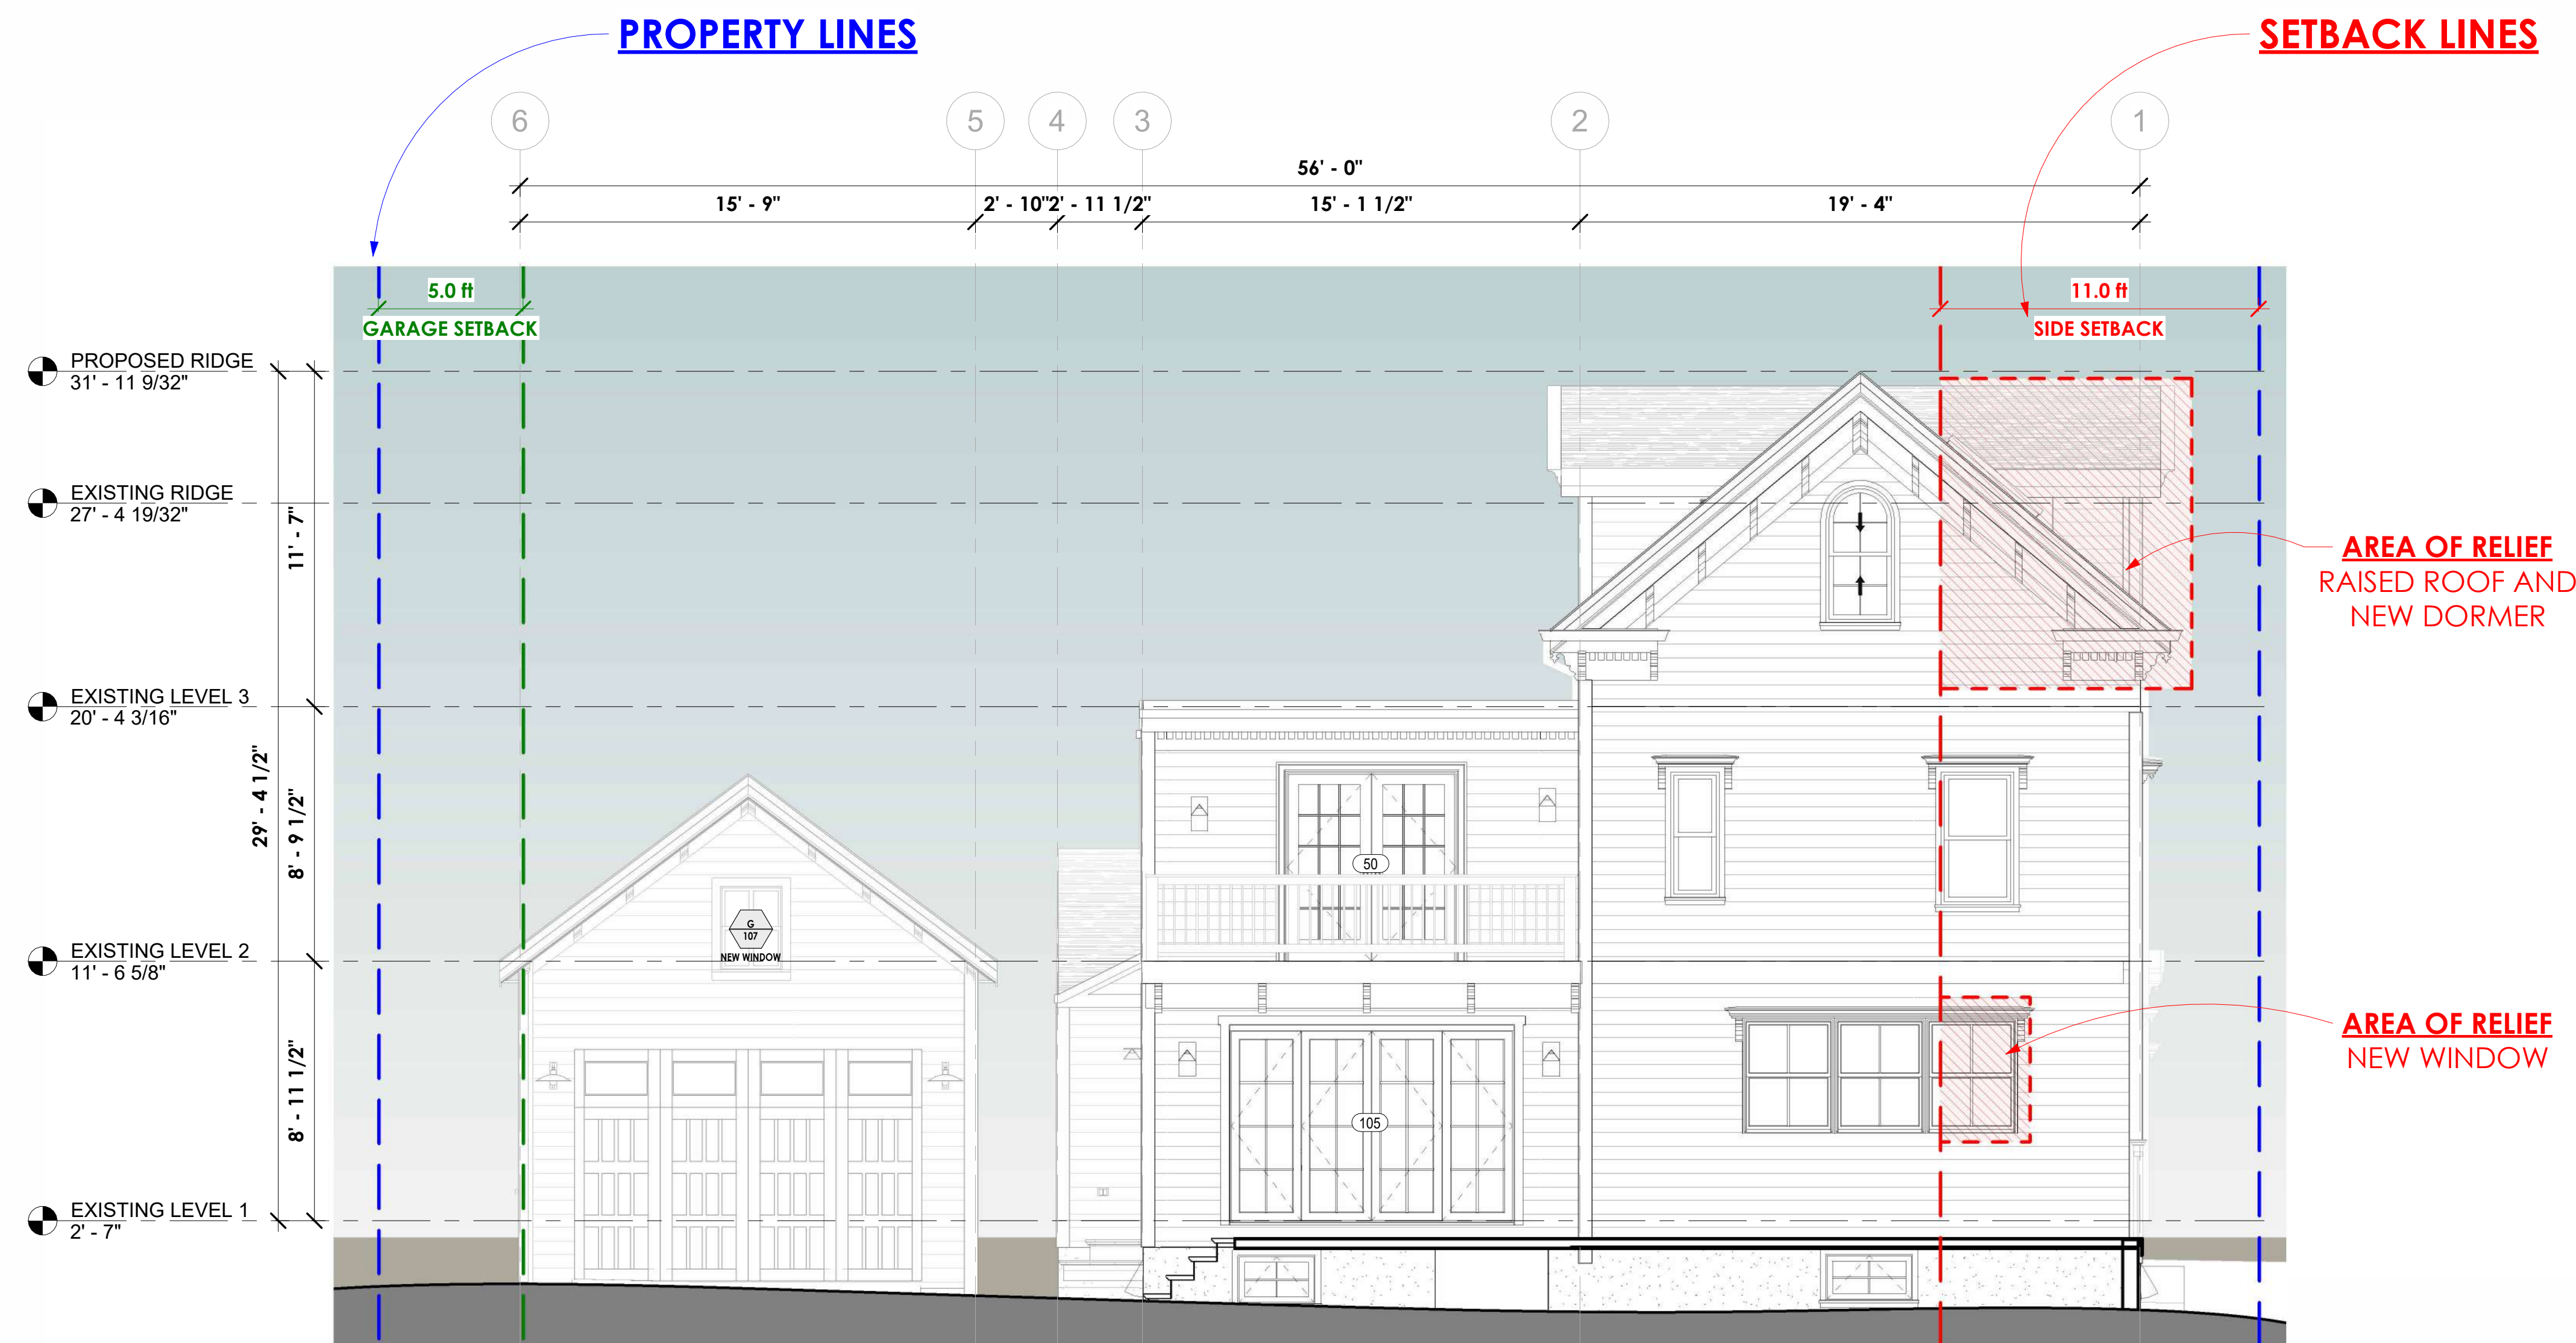 PROPERTY LINES
SETBACK LINES
6
5
4
3
2
1
56' - 0"
15' - 9"
2' - 10"
2' - 11 1/2"
15' - 1 1/2"
19' - 4"
5.0 ft
GARAGE SETBACK
11.0 ft
SIDE SETBACK
PROPOSED RIDGE
31' - 11 9/32"
EXISTING RIDGE
27' - 4 19/32"
11' - 7"
AREA OF RELIEF
RAISED ROOF AND
NEW DORMER
EXISTING LEVEL 3
20' - 4 3/16"
29' - 4 1/2"
8' - 9 1/2"
50
G
107
NEW WINDOW
EXISTING LEVEL 2
11' - 6 5/8"
AREA OF RELIEF
NEW WINDOW
8' - 11 1/2"
105
EXISTING LEVEL 1
2' - 7"